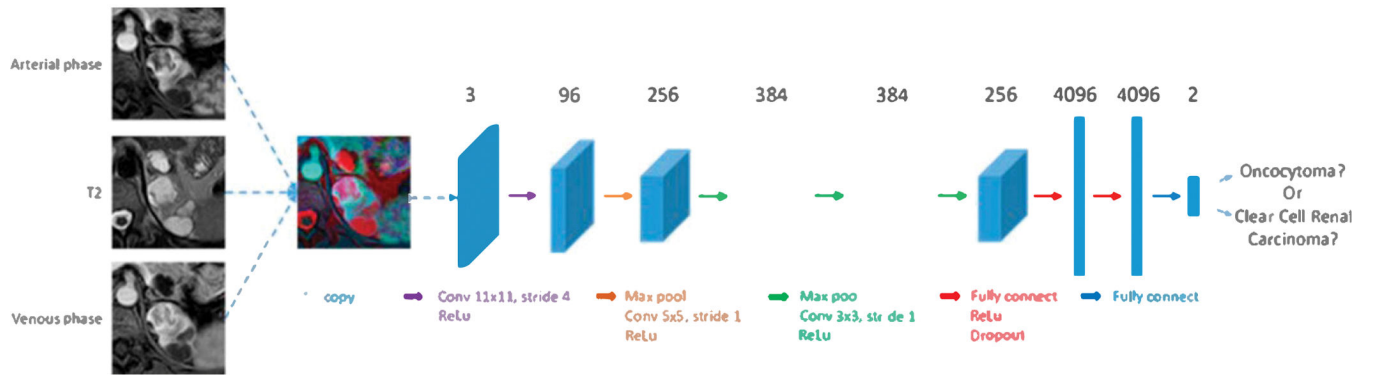 Arterial phase
T2
Venous phase
3 96 256 384 384 256 4096 4096 2
Oncocytoma?
Or
Clear Cell Renal
Carcinoma?
copy
Conv 11x11, stride 4
ReLu
Max pool
Conv 5x5, stride 1
ReLu
Max poo
Conv 3x3, str de 1
ReLu
Fully connect
ReLu
Dropout
Fully connect